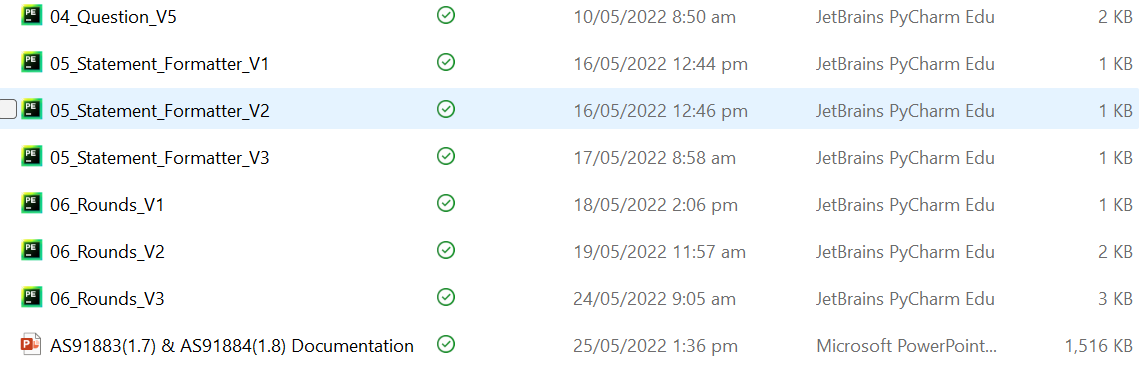 04_Question_V5 10/05/2022 8:50 am JetBrains PyCharm Edu 2 KB
05_Statement_Formatter_V1 16/05/2022 12:44 pm JetBrains PyCharm Edu 1 KB
05_Statement_Formatter_V2 16/05/2022 12:46 pm JetBrains PyCharm Edu 1 KB
05_Statement_Formatter_V3 17/05/2022 8:58 am JetBrains PyCharm Edu 1 KB
06_Rounds_V1 18/05/2022 2:06 pm JetBrains PyCharm Edu 1 KB
06_Rounds_V2 19/05/2022 11:57 am JetBrains PyCharm Edu 2 KB
06_Rounds_V3 24/05/2022 9:05 am JetBrains PyCharm Edu 3 KB
AS91883(1.7) & AS91884(1.8) Documentation 25/05/2022 1:36 pm Microsoft PowerPoint... 1,516 KB